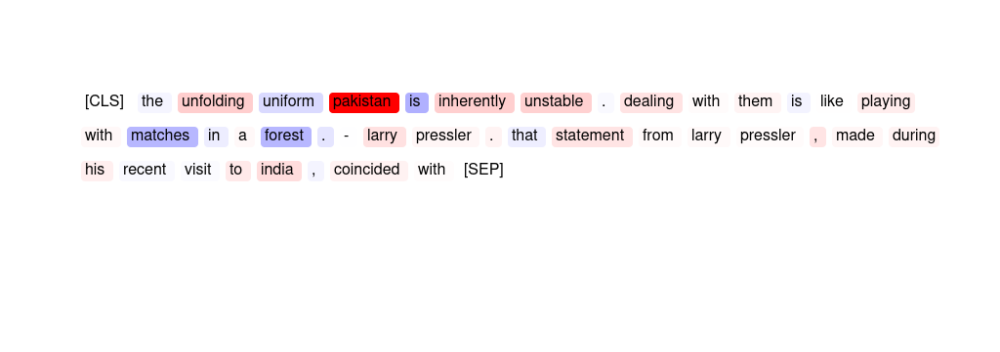 [CLS] the unfolding uniform pakistan is inherently unstable . dealing with them is like playing
with matches in a forest . - larry pressler . that statement from larry pressler , made during
his recent visit to india , coincided with [SEP]